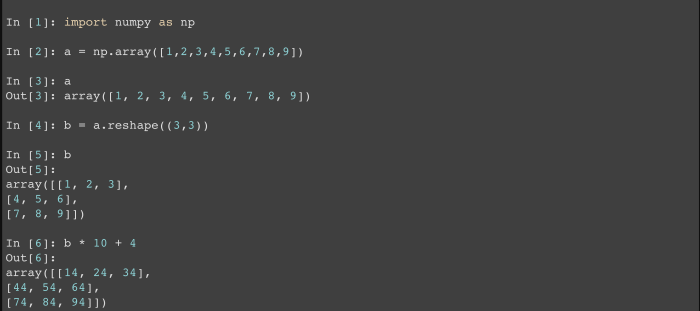 In [1]: import numpy as np
In [2]: a = np.array([1,2,3,4,5,6,7,8,9])
In [3]: a
Out[3]: array([1, 2, 3, 4, 5, 6, 7, 8, 9])
In [4]: b = a.reshape((3,3))
In [5]: b
Out[5]:
array([[1, 2, 3],
[4, 5, 6],
[7, 8, 9]])
In [6]: b * 10 + 4
Out[6]:
array([[14, 24, 34],
[44, 54, 64],
[74, 84, 94]])